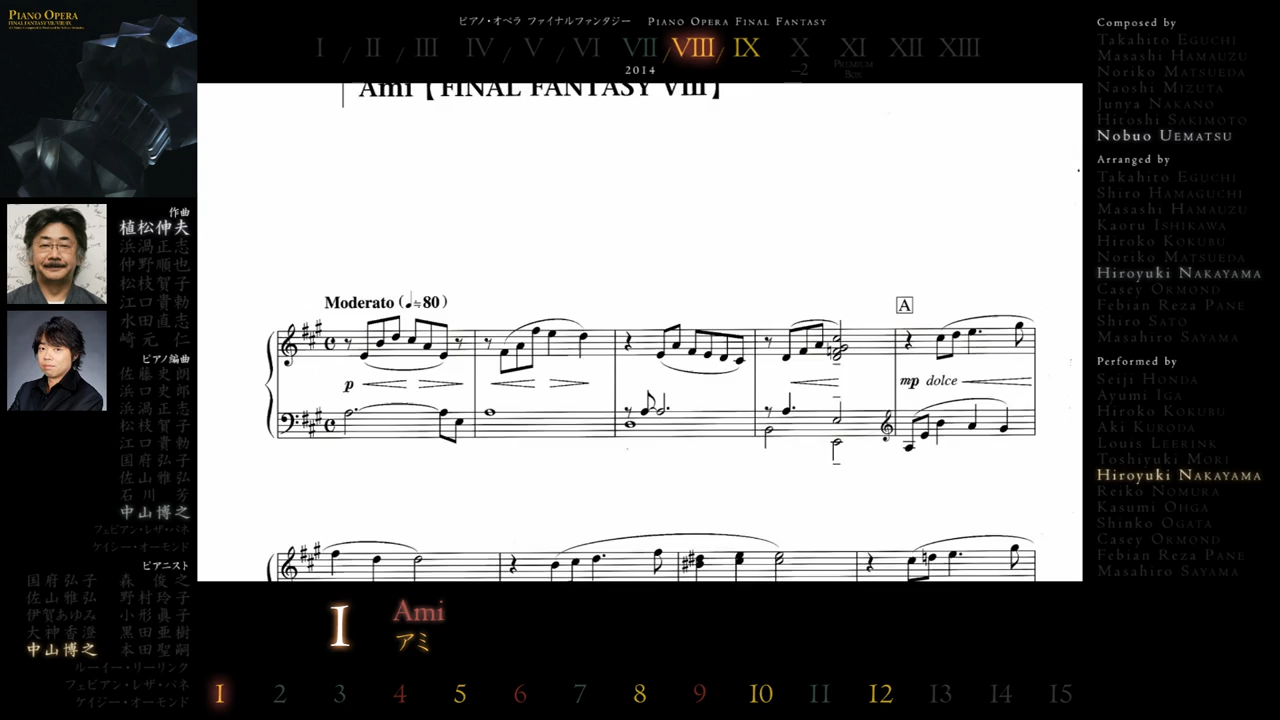 PIANO OPERA
FINAL FANTASY VII/VIII/IX
ピアノ・オペラ ファイナルファンタジー PIANO OPERA FINAL FANTASY
I / II / III IV / V / VI VII / VIII / IX X XI XII XIII
2014 –2 PREMIUM BOX
Ami【FINAL FANTASY VIII】
Moderato (♩≒80)
A
p
mp dolce
作曲
植松伸夫
浜渦正志
仲野順也
松枝賀子
江口貴勅
水田直志
崎元 仁
ピアノ編曲
佐藤史朗
浜口史郎
浜渦正志
松枝賀子
江口貴勅
国府弘子
佐山雅弘
石川 芳
中山博之
フェビアン・レザ・パネ
ケイシー・オーモンド
ピアニスト
国府弘子 森 俊之
佐山雅弘 野村玲子
伊賀あゆみ 小形眞子
大神香澄 黒田亜樹
中山博之 本田聖嗣
ルーイー・リーリンク
フェビアン・レザ・パネ
ケイジー・オーモンド
Composed by
Takahito EGUCHI
Masashi HAMAUZU
Noriko MATSUEDA
Naoshi MIZUTA
Junya NAKANO
Hitoshi SAKIMOTO
Nobuo UEMATSU
Arranged by
Takahito EGUCHI
Shiro HAMAGUCHI
Masashi HAMAUZU
Kaoru ISHIKAWA
Hiroko KOKUBU
Noriko MATSUEDA
Hiroyuki NAKAYAMA
Casey ORMOND
Febian Reza PANE
Shiro SATO
Masahiro SAYAMA
Performed by
Seiji HONDA
Ayumi IGA
Hiroko KOKUBU
Aki KURODA
Louis LEERINK
Toshiyuki MORI
Hiroyuki NAKAYAMA
Reiko NOMURA
Kasumi OHGA
Shinko OGATA
Casey ORMOND
Febian Reza PANE
Masahiro SAYAMA
I Ami
アミ
1 2 3 4 5 6 7 8 9 10 11 12 13 14 15